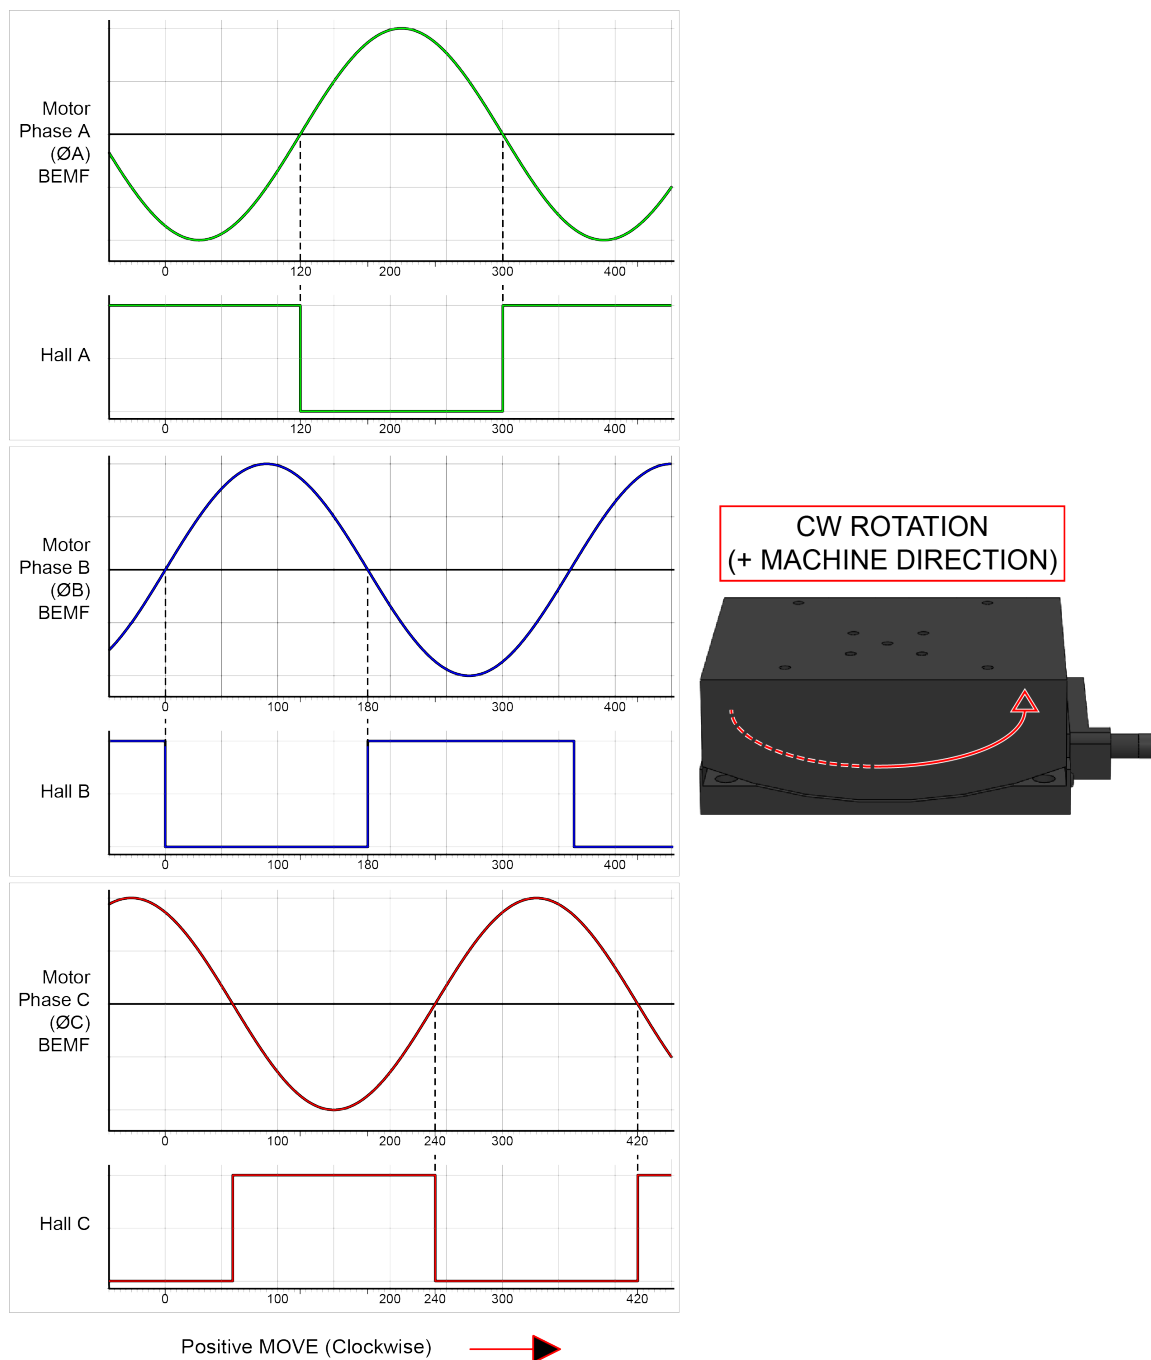 Motor
Phase A
(ØA)
BEMF
0 120 200 300 400
Hall A
0 120 200 300 400
Motor
Phase B
(ØB)
BEMF
0 100 180 300 400
Hall B
0 100 180 300 400
CW ROTATION
(+ MACHINE DIRECTION)
Motor
Phase C
(ØC)
BEMF
0 100 200 240 300 420
Hall C
0 100 200 240 300 420
Positive MOVE (Clockwise)